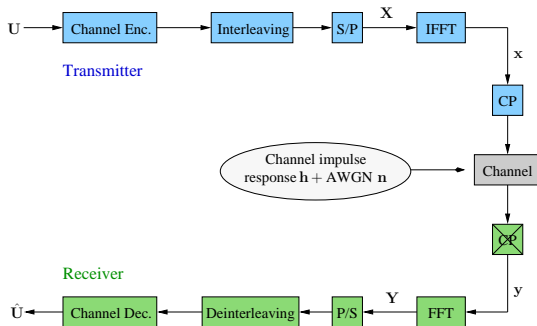 U
Channel Enc.
Interleaving
S/P
X
IFFT
x
Transmitter
CP
Channel impulse
response h + AWGN n
Channel
CP
Receiver
y
Û
Channel Dec.
Deinterleaving
P/S
Y
FFT